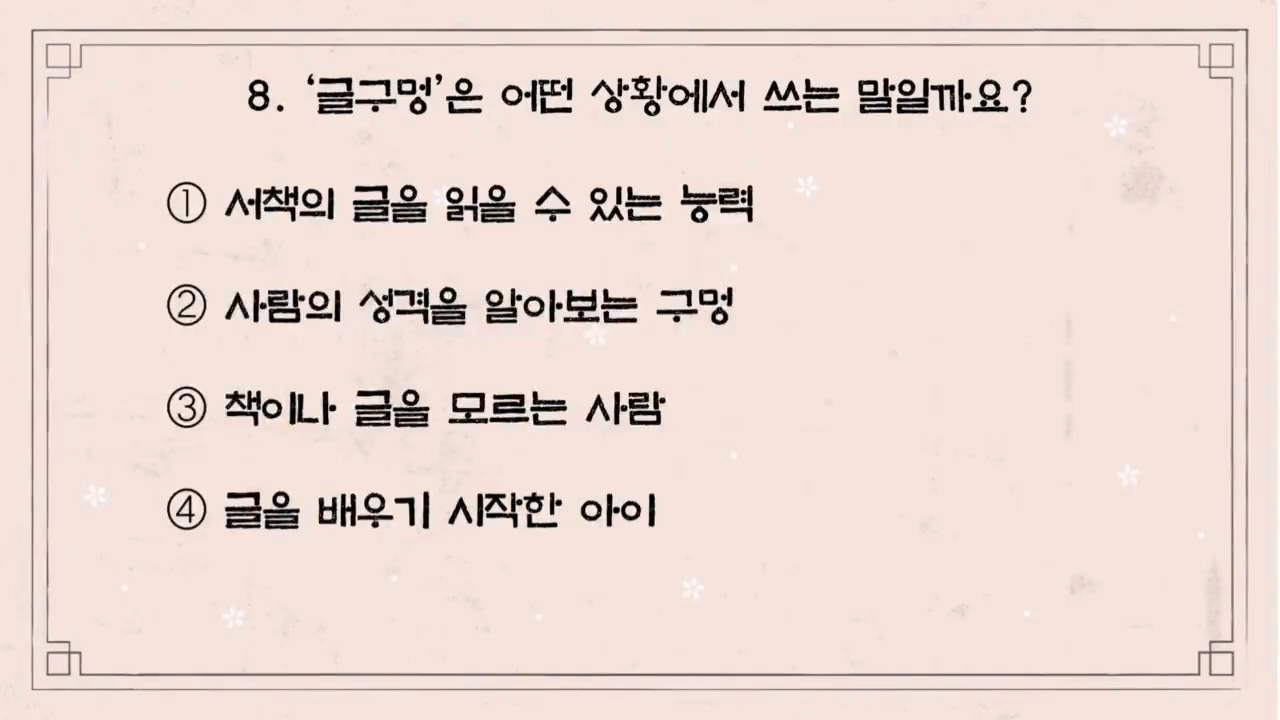 8. ‘글구멍’은 어떤 상황에서 쓰는 말일까요?
① 서책의 글을 읽을 수 있는 능력
② 사람의 성격을 알아보는 구멍
③ 책이나 글을 모르는 사람
④ 글을 배우기 시작한 아이